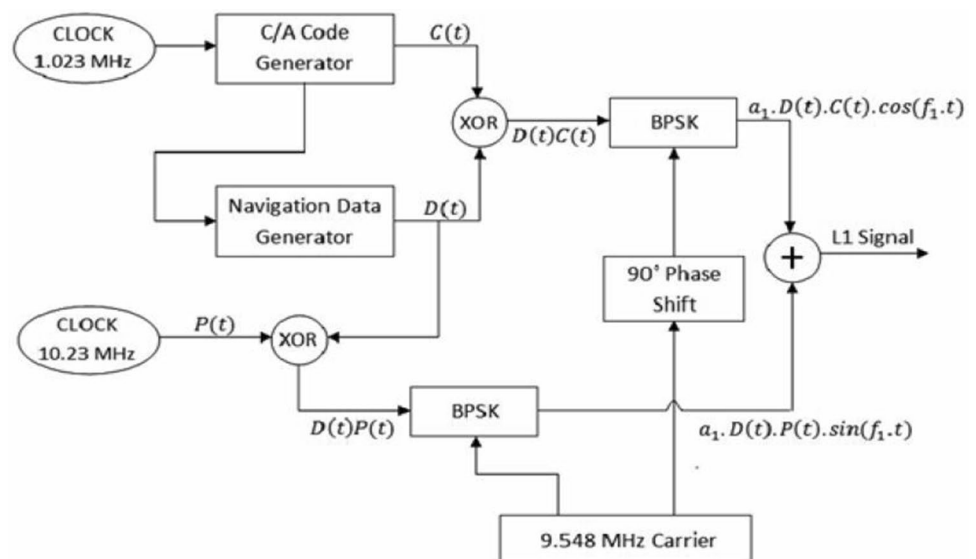 CLOCK
1.023 MHz
C/A Code
Generator
C(t)
XOR
D(t)C(t)
BPSK
a₁.D(t).C(t).cos(f₁.t)
Navigation Data
Generator
D(t)
90° Phase
Shift
+
L1 Signal
CLOCK
10.23 MHz
P(t)
XOR
D(t)P(t)
BPSK
a₁.D(t).P(t).sin(f₁.t)
9.548 MHz Carrier